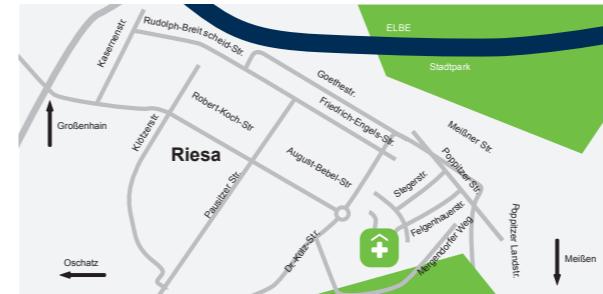 ELBE
Rudolph-Breitscheid-Str.
Kasernenstr.
Goethestr.
Stadtpark
Robert-Koch-Str
Friedrich-Engels-Str.
Großenhain
Klötzerstr.
Meißner Str.
Riesa
August-Bebel-Str
Poppitzer Str.
Stegerstr.
Pausitzer Str.
Felgenhauerstr.
Poppitzer Landstr.
Dr.-Külz-Str.
Mergendorfer Weg
Oschatz
Meißen